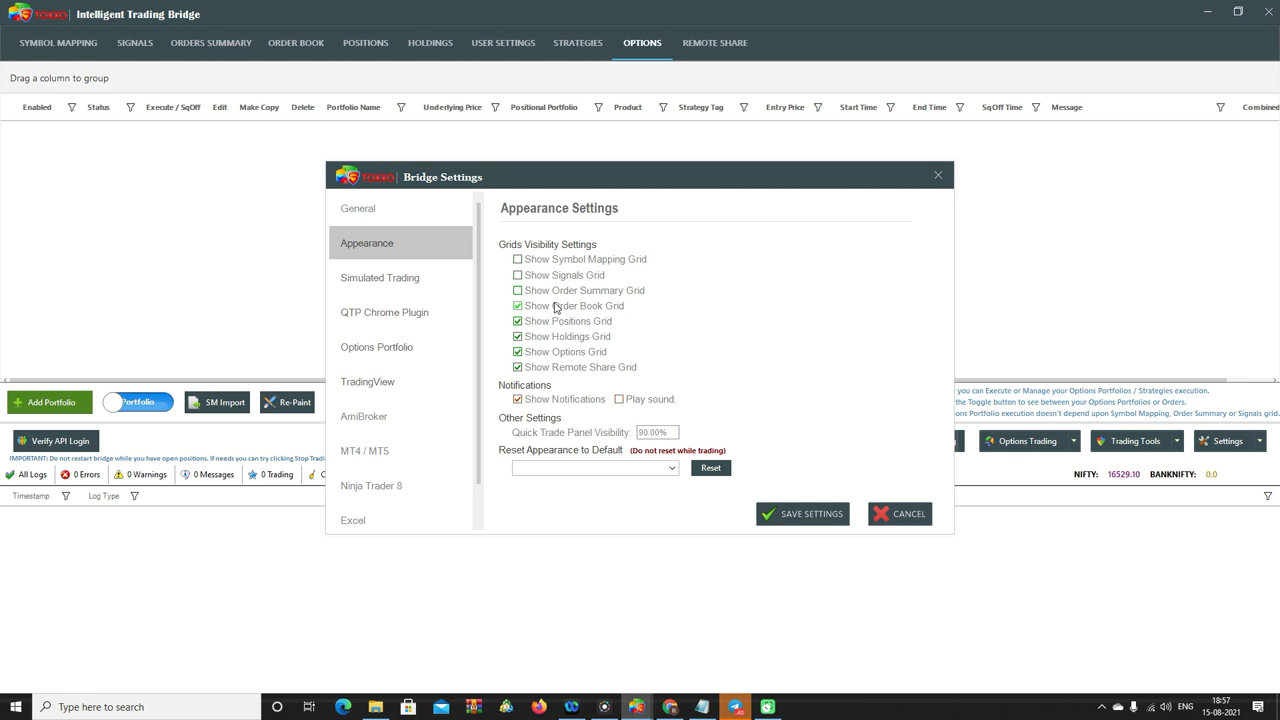 | Intelligent Trading Bridge
SYMBOL MAPPING SIGNALS ORDERS SUMMARY ORDER BOOK POSITIONS HOLDINGS USER SETTINGS STRATEGIES OPTIONS REMOTE SHARE
Drag a column to group
Enabled Status Execute / SqOff Edit Make Copy Delete Portfolio Name Underlying Price Positional Portfolio Product Strategy Tag Entry Price Start Time End Time SqOff Time Message Combined
| Bridge Settings
General
Appearance
Simulated Trading
QTP Chrome Plugin
Options Portfolio
TradingView
AmiBroker
MT4 / MT5
Ninja Trader 8
Excel
Appearance Settings
Grids Visibility Settings
Show Symbol Mapping Grid
Show Signals Grid
Show Order Summary Grid
Show Order Book Grid
Show Positions Grid
Show Holdings Grid
Show Options Grid
Show Remote Share Grid
Notifications
Show Notifications Play sound.
Other Settings
Quick Trade Panel Visibility: 90.00%
Reset Appearance to Default (Do not reset while trading)
Reset
SAVE SETTINGS CANCEL
Add Portfolio Portfolio SM Import Re-Paint
you can Execute or Manage your Options Portfolios / Strategies execution.
the Toggle button to see between your Options Portfolios or Orders.
Portfolio execution doesn't depend upon Symbol Mapping, Order Summary or Signals grid.
Verify API Login Options Trading Trading Tools Settings
IMPORTANT: Do not restart bridge while you have open positions. If needs you can try clicking Stop Tradi
All Logs 0 Errors 0 Warnings 0 Messages 0 Trading NIFTY: 16529.10 BANKNIFTY: 0.0
Timestamp Log Type
Type here to search
40
ENG
18:57
15-08-2021